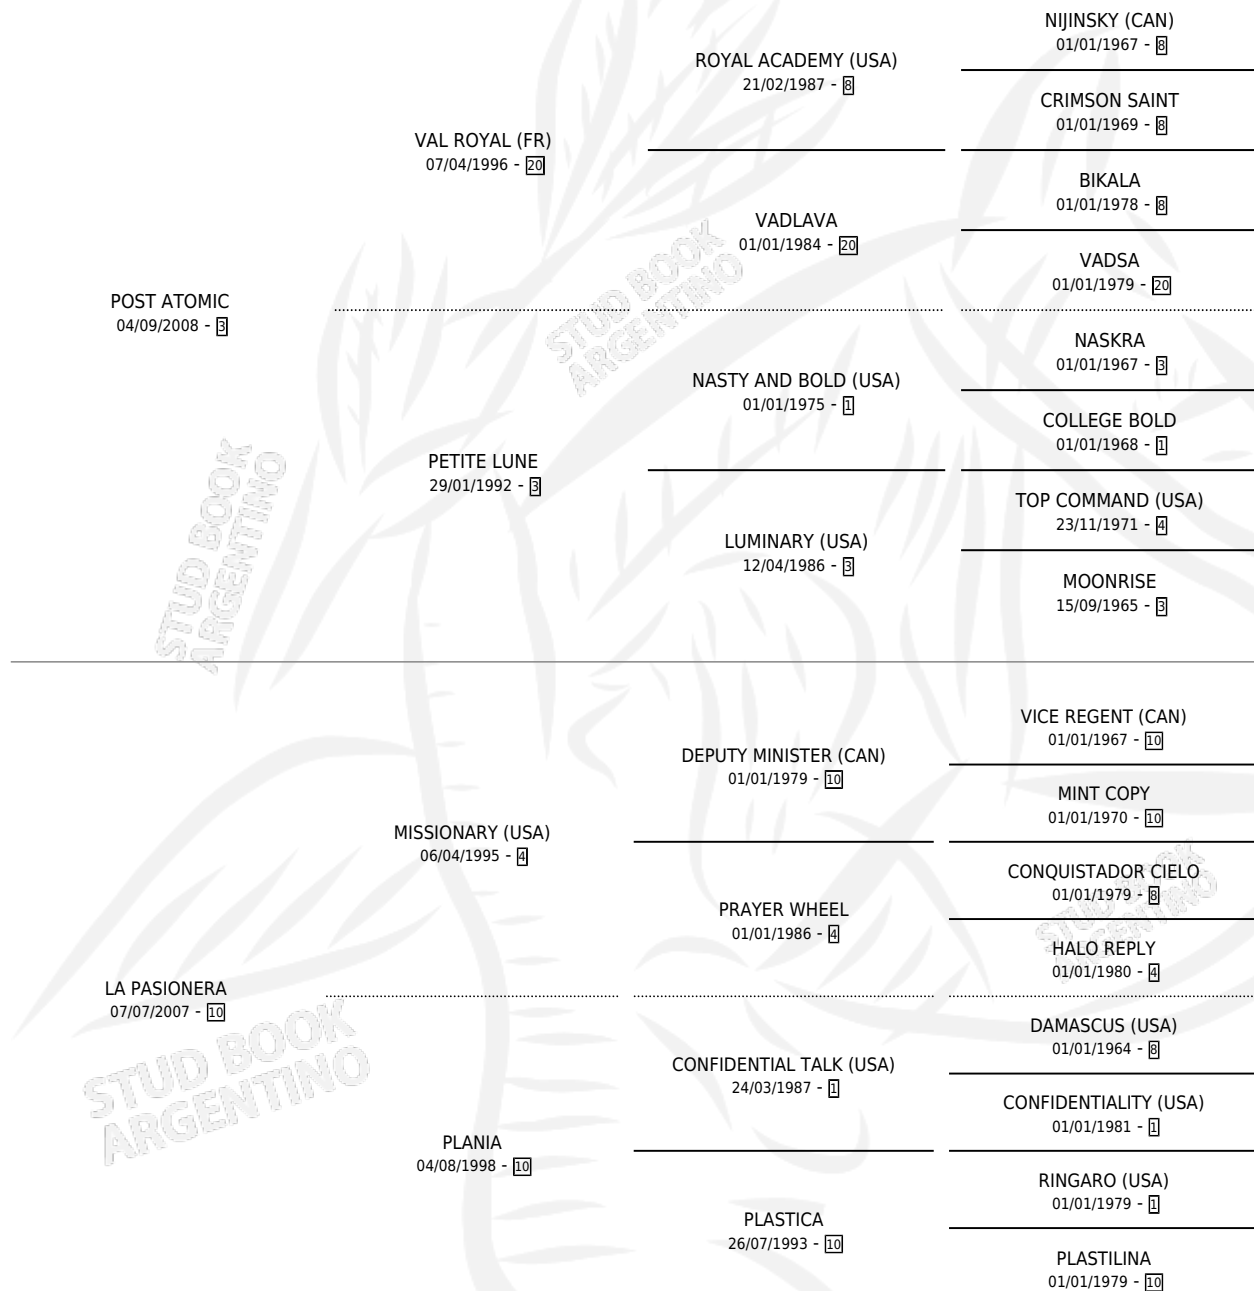 NIJINSKY (CAN)
01/01/1967 - 8
ROYAL ACADEMY (USA)
21/02/1987 - 8
CRIMSON SAINT
01/01/1969 - 8
VAL ROYAL (FR)
07/04/1996 - 20
BIKALA
01/01/1978 - 8
VADLAVA
01/01/1984 - 20
VADSA
01/01/1979 - 20
POST ATOMIC
04/09/2008 - 3
NASKRA
01/01/1967 - 3
NASTY AND BOLD (USA)
01/01/1975 - 1
COLLEGE BOLD
01/01/1968 - 1
PETITE LUNE
29/01/1992 - 3
TOP COMMAND (USA)
23/11/1971 - 4
LUMINARY (USA)
12/04/1986 - 3
MOONRISE
15/09/1965 - 3
STUD BOOK
ARGENTINO
STUD BOOK
ARGENTINO
VICE REGENT (CAN)
01/01/1967 - 10
DEPUTY MINISTER (CAN)
01/01/1979 - 10
MINT COPY
01/01/1970 - 10
MISSIONARY (USA)
06/04/1995 - 4
CONQUISTADOR CIELO
01/01/1979 - 8
PRAYER WHEEL
01/01/1986 - 4
HALO REPLY
01/01/1980 - 4
LA PASIONERA
07/07/2007 - 10
DAMASCUS (USA)
01/01/1964 - 8
CONFIDENTIAL TALK (USA)
24/03/1987 - 1
CONFIDENTIALITY (USA)
01/01/1981 - 1
PLANIA
04/08/1998 - 10
RINGARO (USA)
01/01/1979 - 1
PLASTICA
26/07/1993 - 10
PLASTILINA
01/01/1979 - 10
STUD BOOK
ARGENTINO
STUD BOOK
ARGENTINO